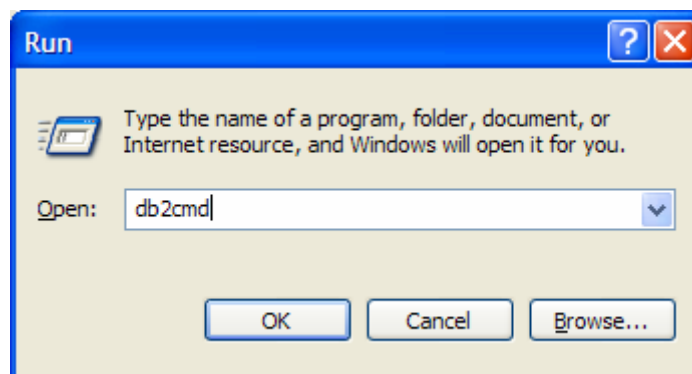 Run
?
Type the name of a program, folder, document, or
Internet resource, and Windows will open it for you.
Open: db2cmd
OK Cancel Browse...